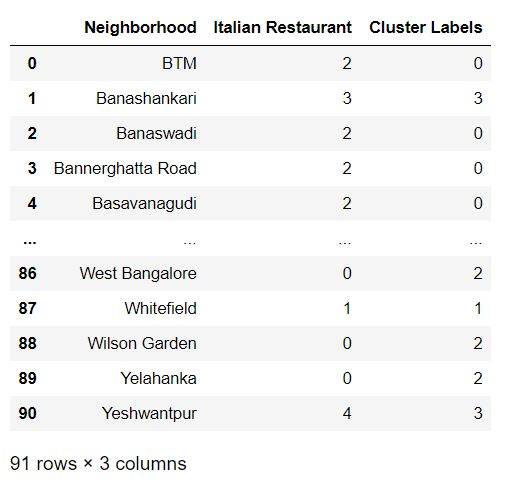 Neighborhood Italian Restaurant Cluster Labels
0 BTM 2 0
1 Banashankari 3 3
2 Banaswadi 2 0
3 Bannerghatta Road 2 0
4 Basavanagudi 2 0
... ... ... ...
86 West Bangalore 0 2
87 Whitefield 1 1
88 Wilson Garden 0 2
89 Yelahanka 0 2
90 Yeshwantpur 4 3
91 rows × 3 columns